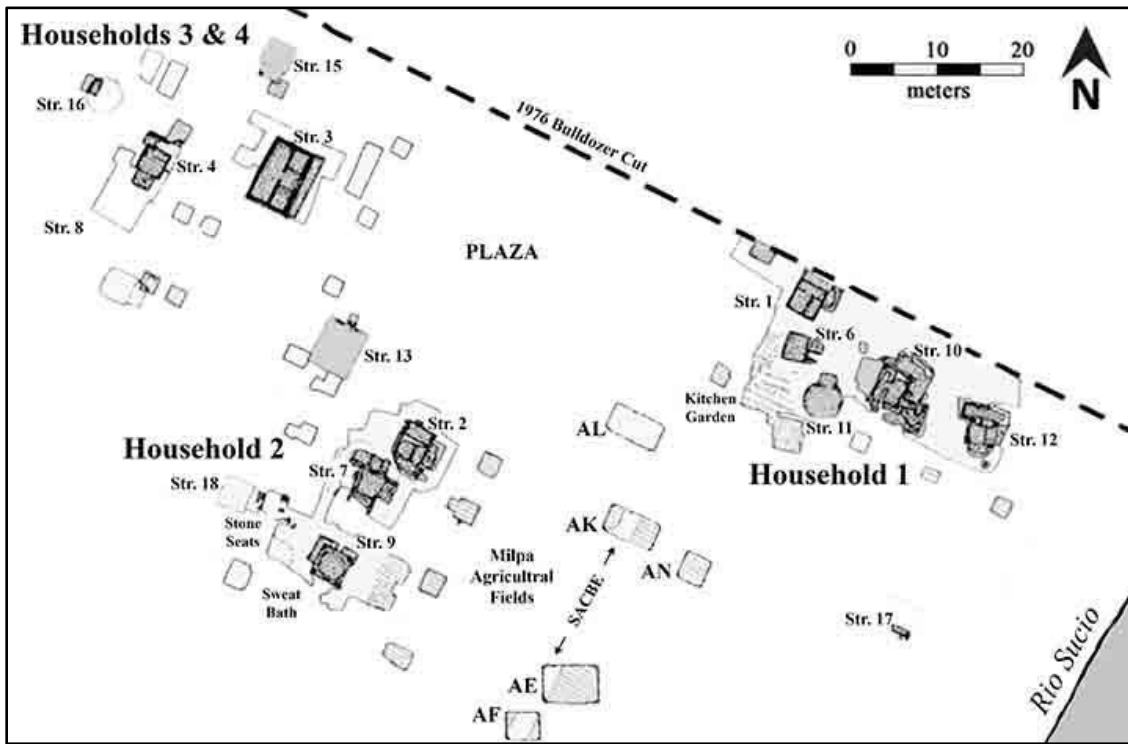 Households 3 & 4
Str. 15
Str. 16
Str. 3
Str. 4
Str. 8
0 10 20
meters
N
1976 Bulldozer Cut
PLAZA
Str. 1
Str. 6
Str. 10
Str. 13
Kitchen
Garden
Str. 11
Str. 12
Household 1
AL
Str. 2
Household 2
Str. 7
Str. 18
Stone
Seats
Str. 9
Sweat
Bath
Milpa
Agricultral
Fields
AK
AN
SACBE
Str. 17
AE
AF
Rio Sucio